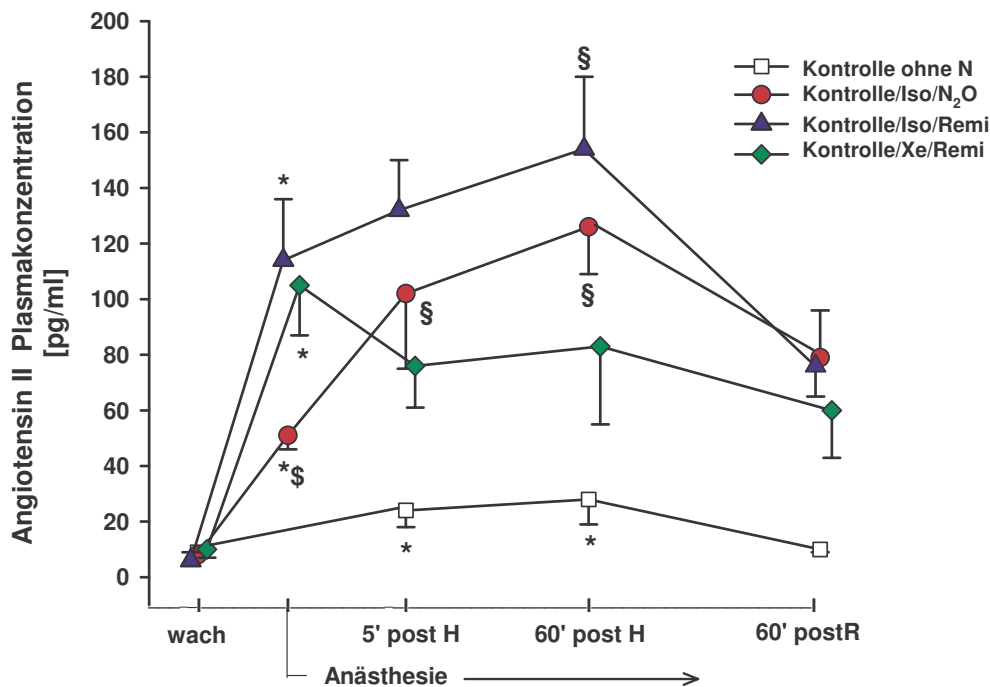 Angiotensin II Plasmakonzentration
[pg/ml]
200
180
160
140
120
100
80
60
40
20
0
§
*
*
§
§
*$
*
*
Kontrolle ohne N
Kontrolle/Iso/N₂O
Kontrolle/Iso/Remi
Kontrolle/Xe/Remi
wach
5' post H
60' post H
60' postR
Anästhesie